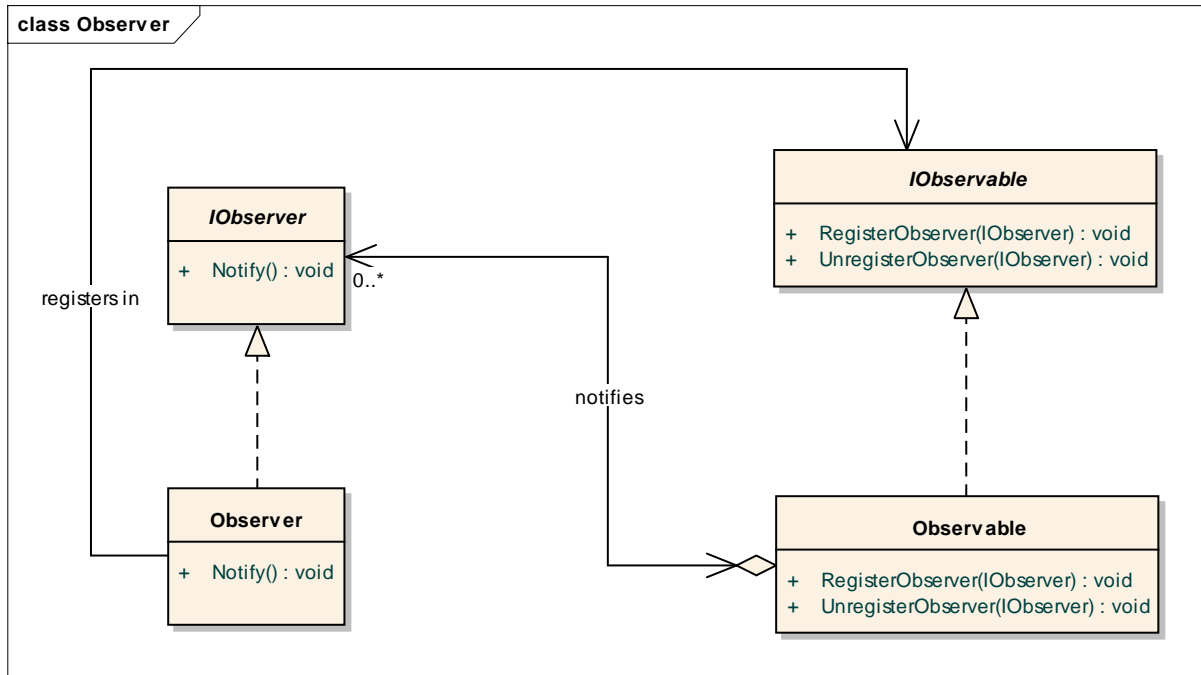 class Observer
IObserver
+ Notify() : void
0..*
registers in
notifies
IObservable
+ RegisterObserver(IObserver) : void
+ UnregisterObserver(IObserver) : void
Observer
+ Notify() : void
Observable
+ RegisterObserver(IObserver) : void
+ UnregisterObserver(IObserver) : void